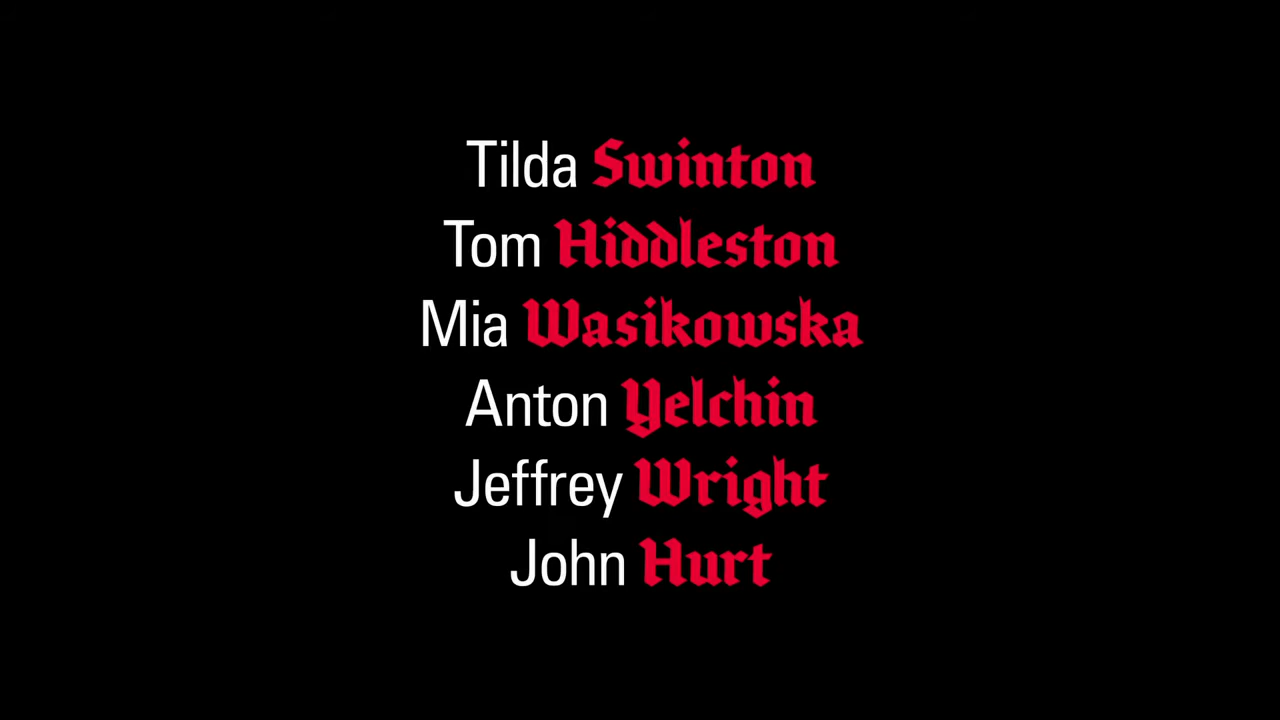 Tilda Swinton
Tom Hiddleston
Mia Wasikowska
Anton Yelchin
Jeffrey Wright
John Hurt